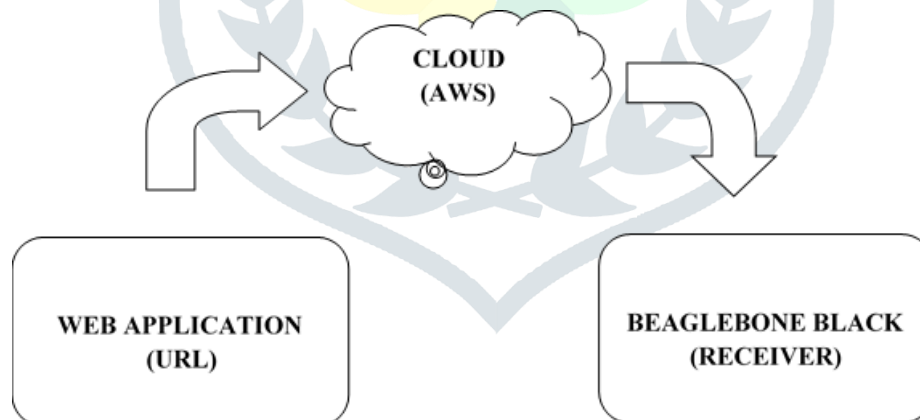 CLOUD
(AWS)
WEB APPLICATION
(URL)
BEAGLEBONE BLACK
(RECEIVER)